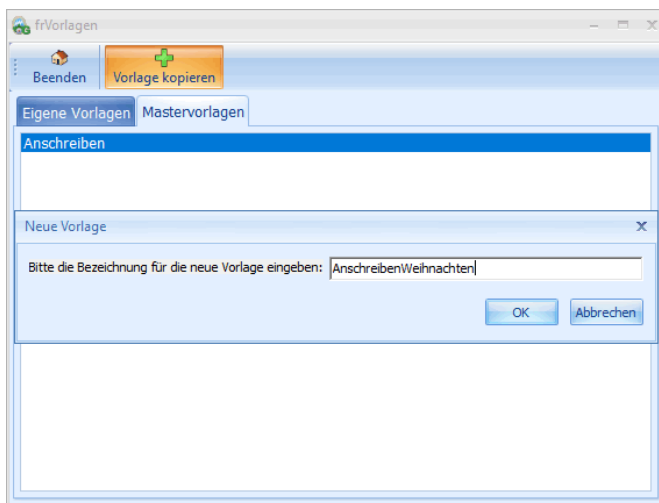 frVorlagen
Beenden Vorlage kopieren
Eigene Vorlagen Mastervorlagen
Anschreiben
Neue Vorlage
Bitte die Bezeichnung für die neue Vorlage eingeben: AnschreibenWeihnachten
OK Abbrechen